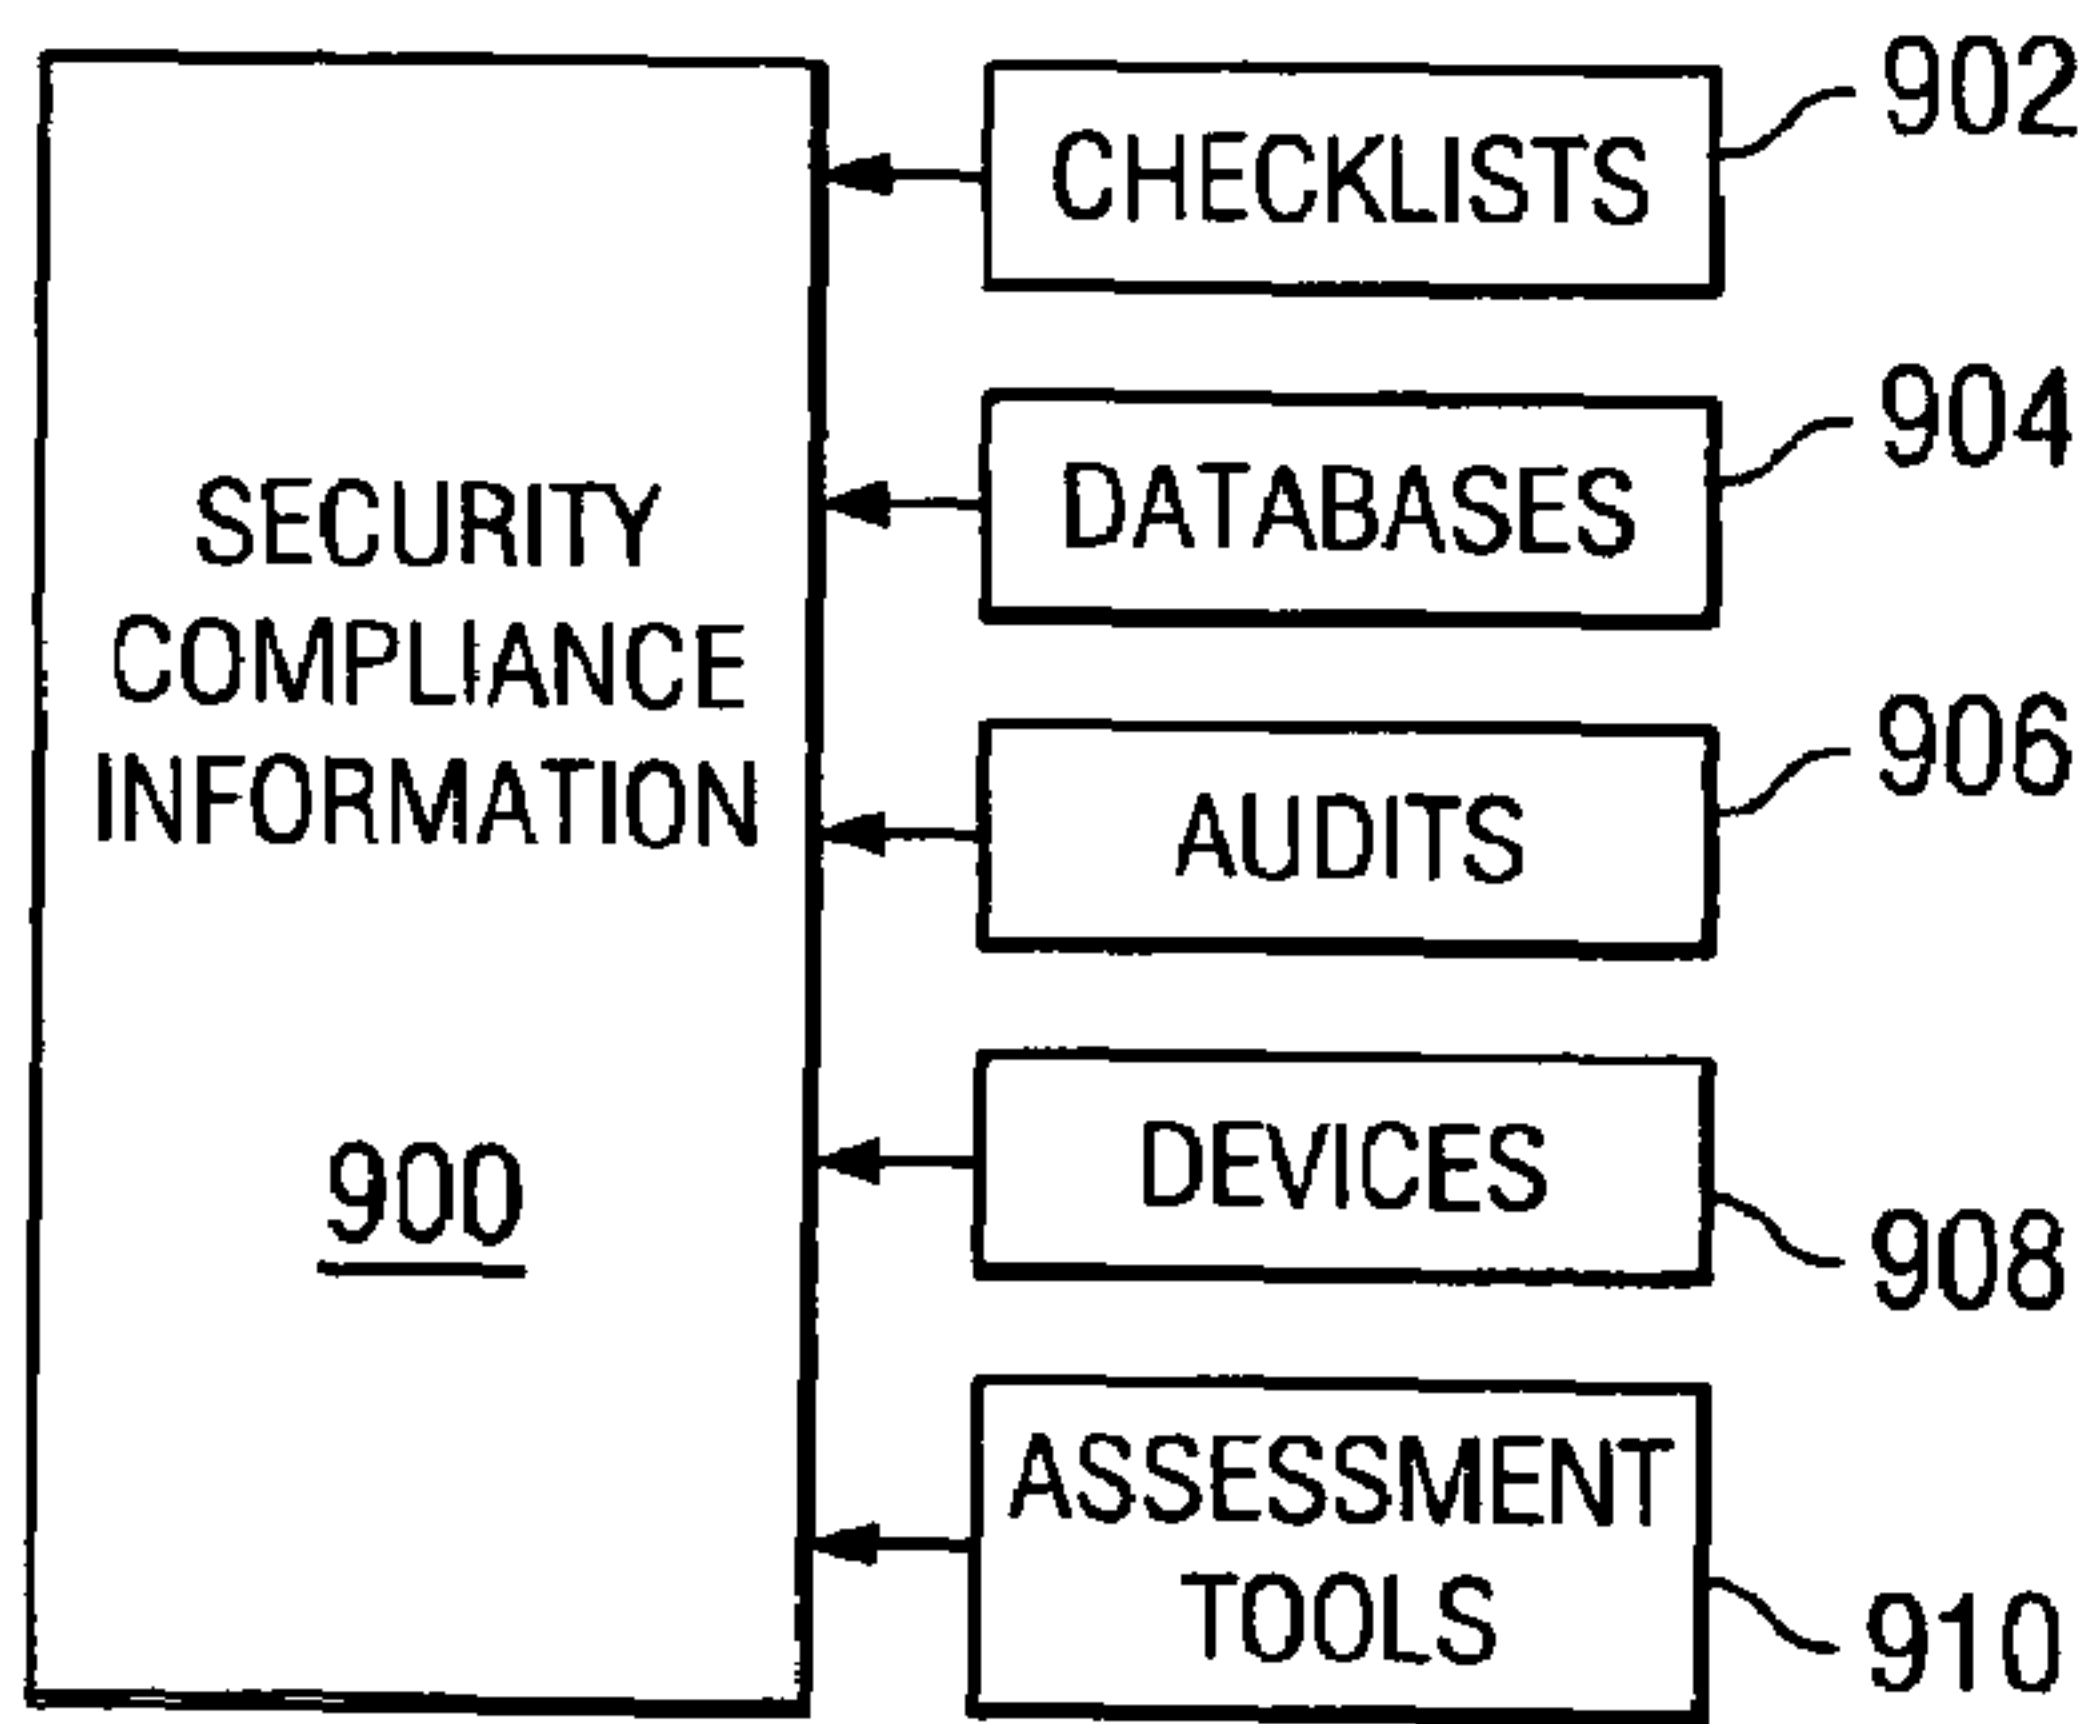 SECURITY
COMPLIANCE
INFORMATION
900
CHECKLISTS
902
DATABASES
904
AUDITS
906
DEVICES
908
ASSESSMENT
TOOLS
910